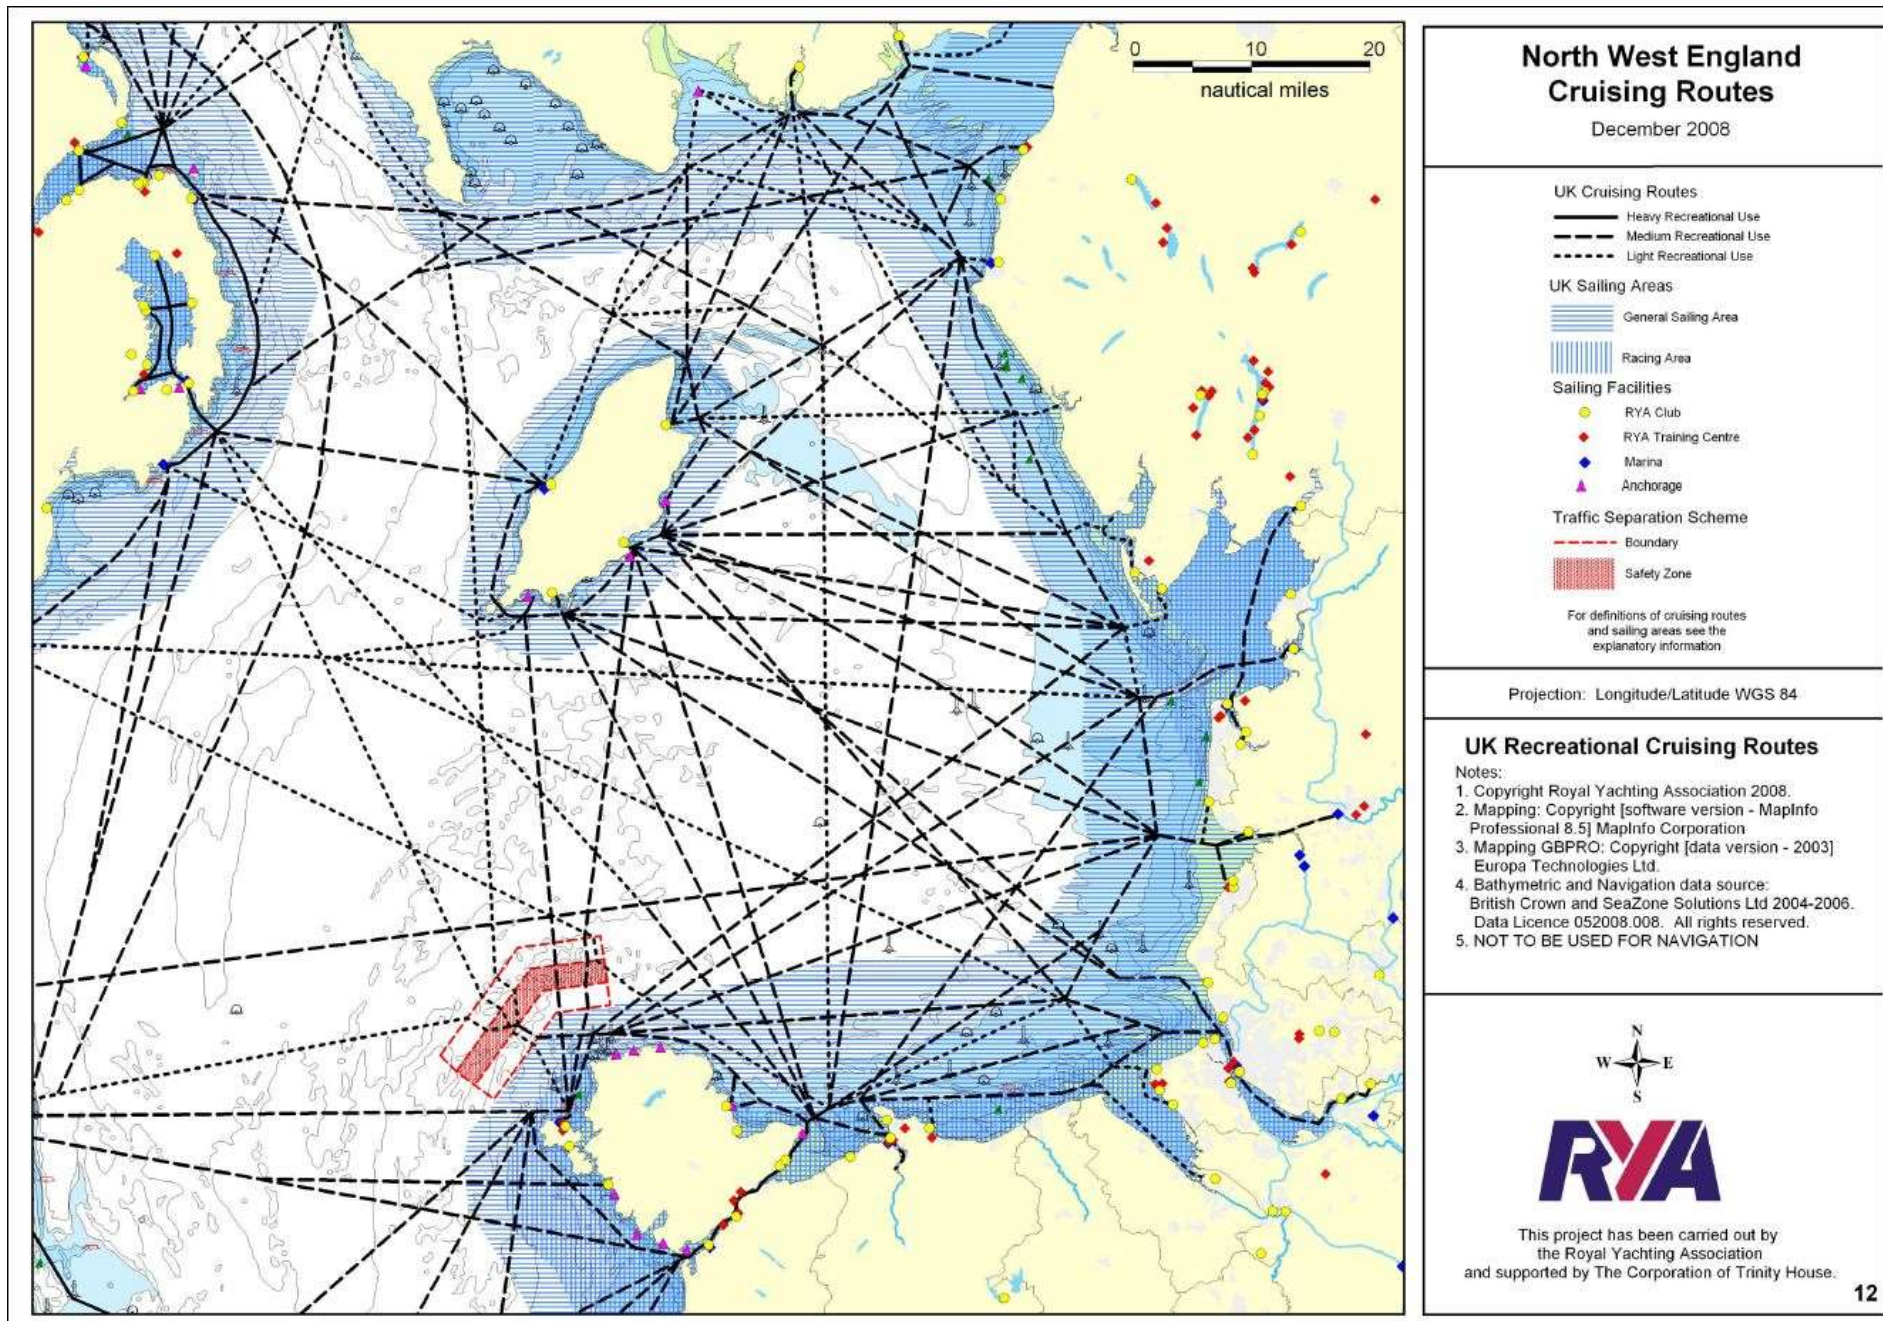 0 10 20
nautical miles
North West England
Cruising Routes
December 2008
UK Cruising Routes
Heavy Recreational Use
Medium Recreational Use
Light Recreational Use
UK Sailing Areas
General Sailing Area
Racing Area
Sailing Facilities
RYA Club
RYA Training Centre
Marina
Anchorage
Traffic Separation Scheme
Boundary
Safety Zone
For definitions of cruising routes
and sailing areas see the
explanatory information
Projection: Longitude/Latitude WGS 84
UK Recreational Cruising Routes
Notes:
1. Copyright Royal Yachting Association 2008.
2. Mapping: Copyright [software version - MapInfo
Professional 8.5] MapInfo Corporation
3. Mapping GBPRO: Copyright [data version - 2003]
Europa Technologies Ltd.
4. Bathymetric and Navigation data source:
British Crown and SeaZone Solutions Ltd 2004-2006.
Data Licence 052008.008. All rights reserved.
5. NOT TO BE USED FOR NAVIGATION
N
W E
S
RYA
This project has been carried out by
the Royal Yachting Association
and supported by The Corporation of Trinity House.
12